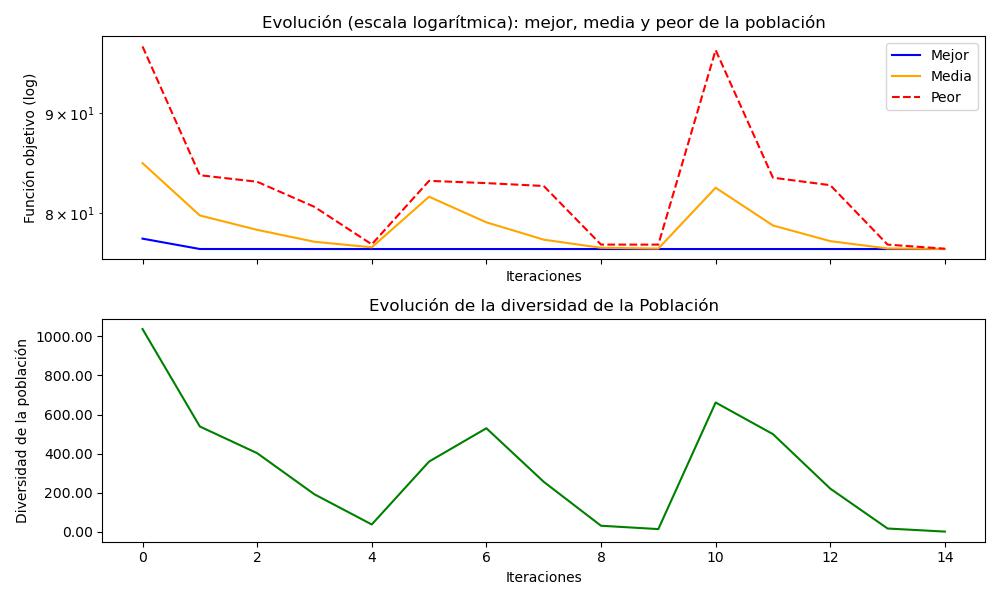 Evolución (escala logarítmica): mejor, media y peor de la población
Función objetivo (log)
9 × 10¹
8 × 10¹
Mejor
Media
Peor
Iteraciones
Evolución de la diversidad de la Población
Diversidad de la población
1000.00
800.00
600.00
400.00
200.00
0.00
0 2 4 6 8 10 12 14
Iteraciones